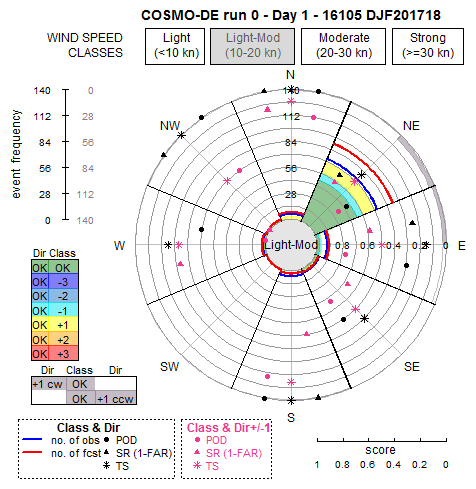 COSMO-DE run 0 - Day 1 - 16105 DJF201718
WIND SPEED CLASSES
Light (<10 kn)
Light-Mod (10-20 kn)
Moderate (20-30 kn)
Strong (>=30 kn)
event frequency
140 0
112 28
84 56
56 84
28 112
0 140
N
NE
E
SE
S
SW
W
NW
140
112
84
56
28
Light-Mod
0.8 0.6 0.4 0.2 0
Dir Class
OK OK
OK -3
OK -2
OK -1
OK +1
OK +2
OK +3
Dir Class Dir
+1 cw OK
OK +1 ccw
Class & Dir
no. of obs POD
no. of fcst SR (1-FAR)
TS
Class & Dir+/-1
POD
SR (1-FAR)
TS
score
1 0.8 0.6 0.4 0.2 0